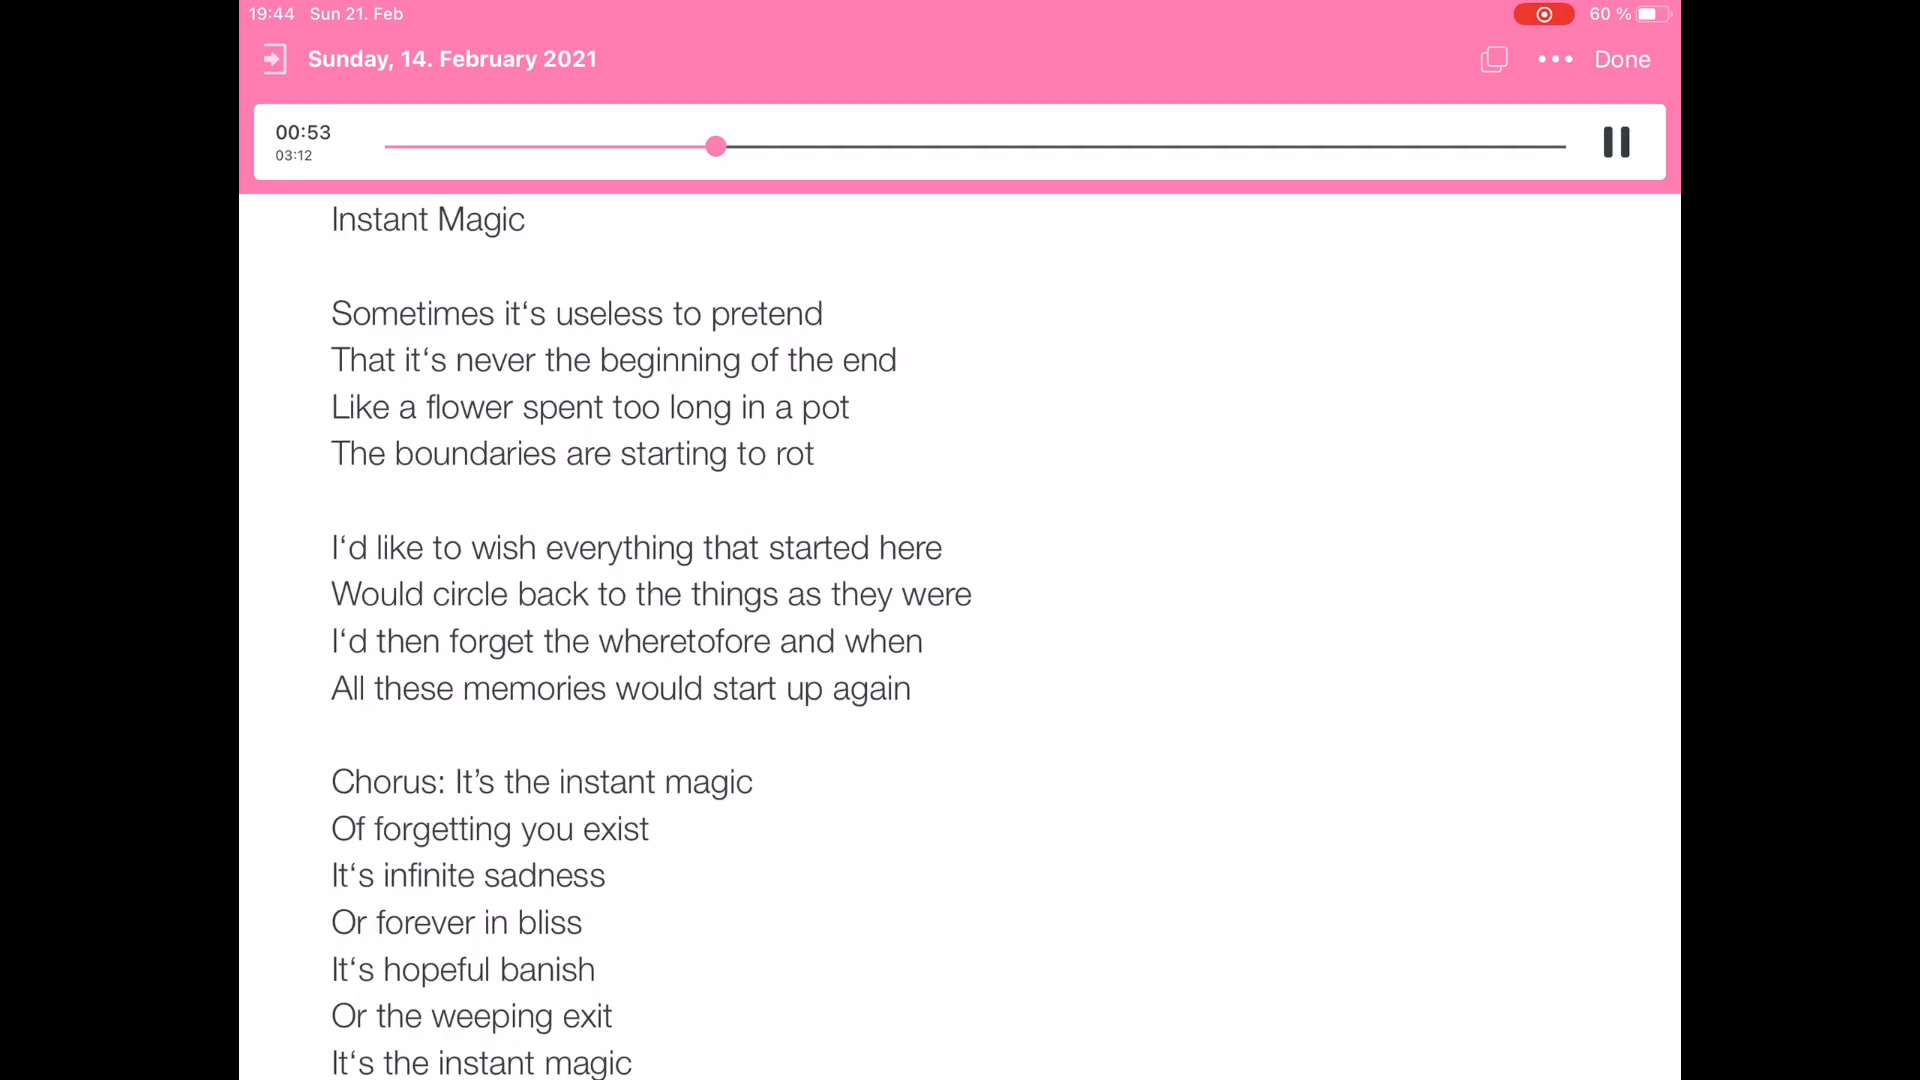 19:44 Sun 21. Feb
60 %
Sunday, 14. February 2021
Done
00:53
03:12
Instant Magic
Sometimes it‘s useless to pretend
That it‘s never the beginning of the end
Like a flower spent too long in a pot
The boundaries are starting to rot
I‘d like to wish everything that started here
Would circle back to the things as they were
I‘d then forget the wheretofore and when
All these memories would start up again
Chorus: It’s the instant magic
Of forgetting you exist
It‘s infinite sadness
Or forever in bliss
It‘s hopeful banish
Or the weeping exit
It‘s the instant magic